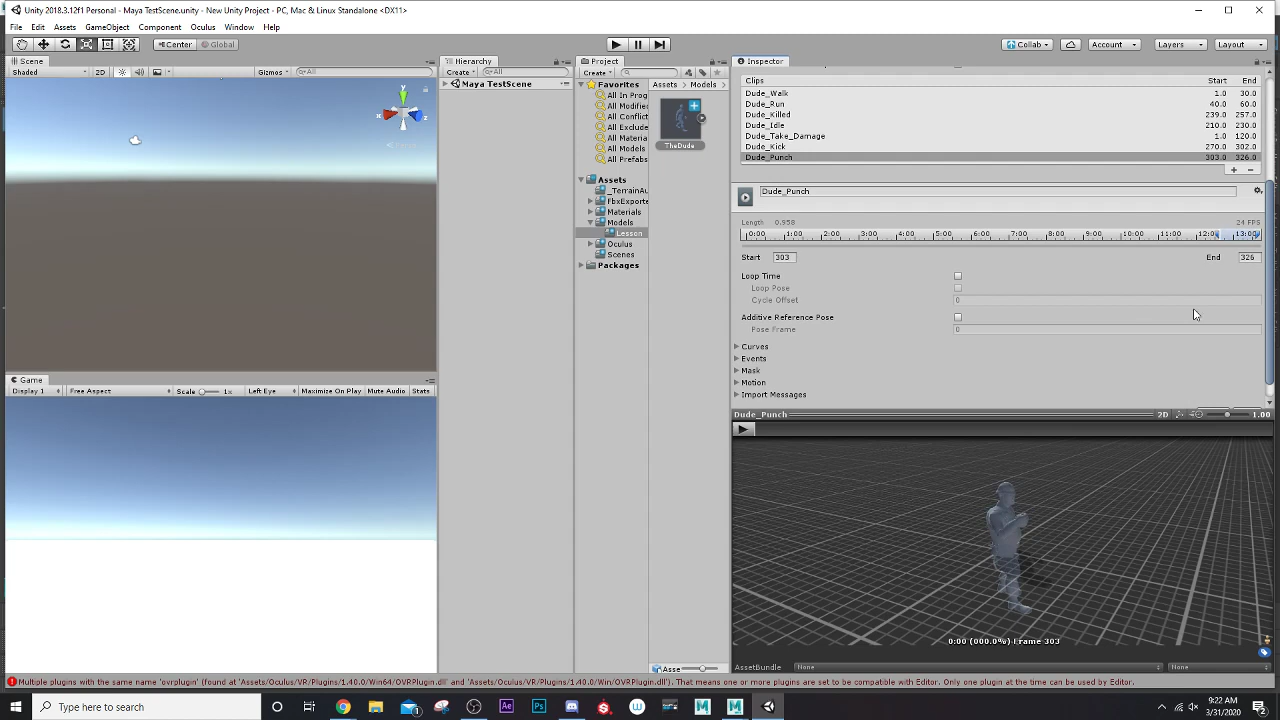 Unity 2018.3.12f1 Personal - Maya TestScene.unity - New Unity Project - PC, Mac & Linux Standalone <DX11>
File Edit Assets GameObject Component Oculus Window Help
Center Global Collab Account Layers Layout
Scene
Shaded 2D Gizmos All
Game
Display 1 Free Aspect Scale 1x Left Eye Maximize On Play Mute Audio Stats
Hierarchy
Create All
Maya TestScene
Project
Create
Favorites
All In Prog
All Modifie
All Conflict
All Exclude
All Materia
All Models
All Prefabs
Assets
_TerrainAu
FbxExporte
Materials
Models
Lesson
Oculus
Scenes
Packages
Assets Models
TheDude
Asse
Inspector
Clips Start End
Dude_Walk 1.0 30.0
Dude_Run 40.0 60.0
Dude_Killed 239.0 257.0
Dude_Idle 210.0 230.0
Dude_Take_Damage 1.0 120.0
Dude_Kick 270.0 302.0
Dude_Punch 303.0 326.0
Dude_Punch
Length 0.958 24 FPS
0:00 1:00 2:00 3:00 4:00 5:00 6:00 7:00 8:00 9:00 10:00 11:00 12:00 13:00
Start 303 End 326
Loop Time
Loop Pose
Cycle Offset 0
Additive Reference Pose
Pose Frame 0
Curves
Events
Mask
Motion
Import Messages
Dude_Punch 2D 1.00
0:00 (000.0%) Frame 303
AssetBundle None None
Multiple plugins with the same name 'ovrplugin' (found at 'Assets/Oculus/VR/Plugins/1.40.0/Win64/OVRPlugin.dll' and 'Assets/Oculus/VR/Plugins/1.40.0/Win/OVRPlugin.dll'). That means one or more plugins are set to be compatible with Editor. Only one plugin at the time can be used by Editor.
Type here to search
9:22 AM
3/31/2020